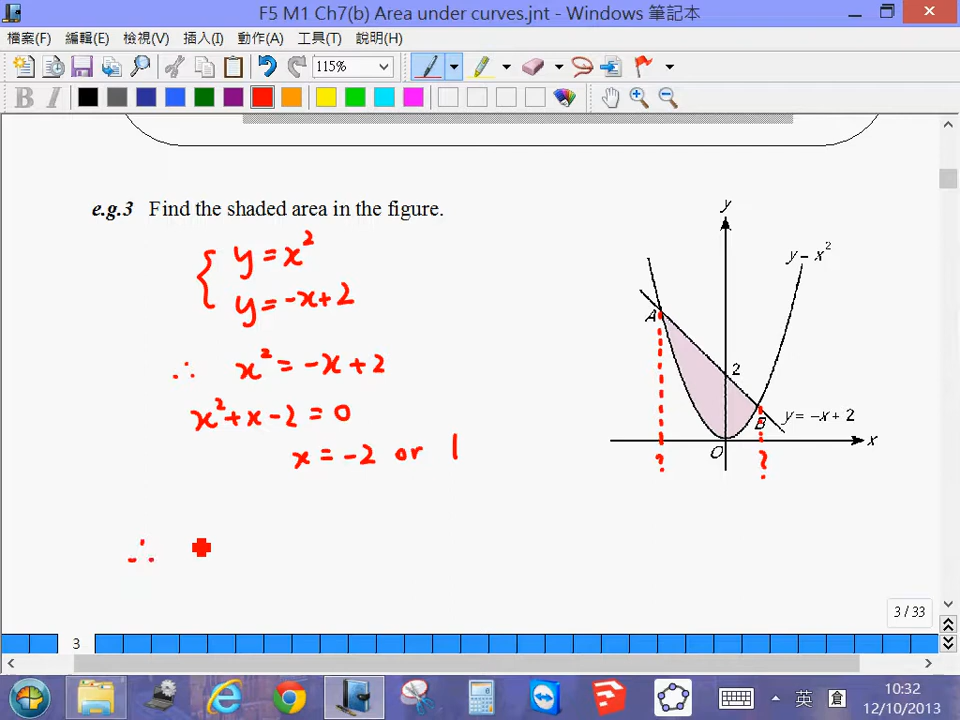 F5 M1 Ch7(b) Area under curves.jnt - Windows 筆記本
檔案(F) 編輯(E) 檢視(V) 插入(I) 動作(A) 工具(T) 說明(H)
115%
B I
e.g.3 Find the shaded area in the figure.
y = x²
y = -x+2
∴ x² = -x+2
x²+x-2 = 0
x = -2 or 1
∴
y
y – x²
A
2
B
y = –x + 2
O
x
? ?
3 / 33
3
英
倉
10:32
12/10/2013